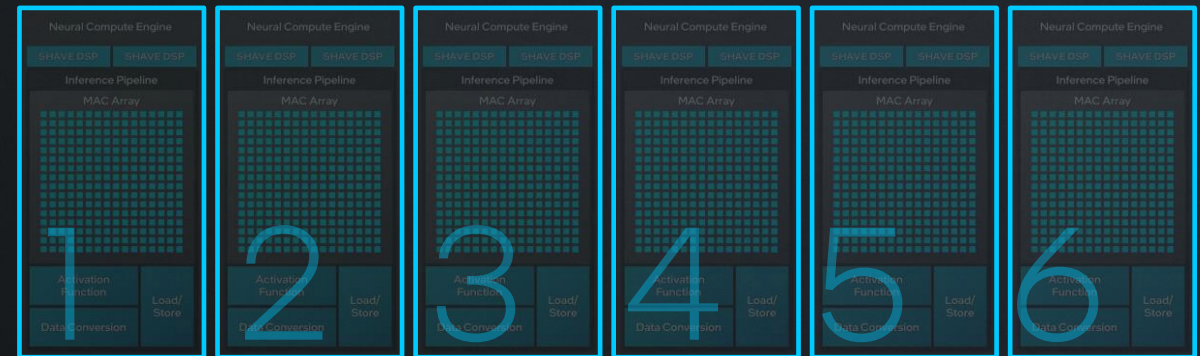 Neural Compute Engine
SHAVE DSP SHAVE DSP
Inference Pipeline
MAC Array
1
Activation Function
Load/Store
Data Conversion
Neural Compute Engine
SHAVE DSP SHAVE DSP
Inference Pipeline
MAC Array
2
Activation Function
Load/Store
Data Conversion
Neural Compute Engine
SHAVE DSP SHAVE DSP
Inference Pipeline
MAC Array
3
Activation Function
Load/Store
Data Conversion
Neural Compute Engine
SHAVE DSP SHAVE DSP
Inference Pipeline
MAC Array
4
Activation Function
Load/Store
Data Conversion
Neural Compute Engine
SHAVE DSP SHAVE DSP
Inference Pipeline
MAC Array
5
Activation Function
Load/Store
Data Conversion
Neural Compute Engine
SHAVE DSP SHAVE DSP
Inference Pipeline
MAC Array
6
Activation Function
Load/Store
Data Conversion